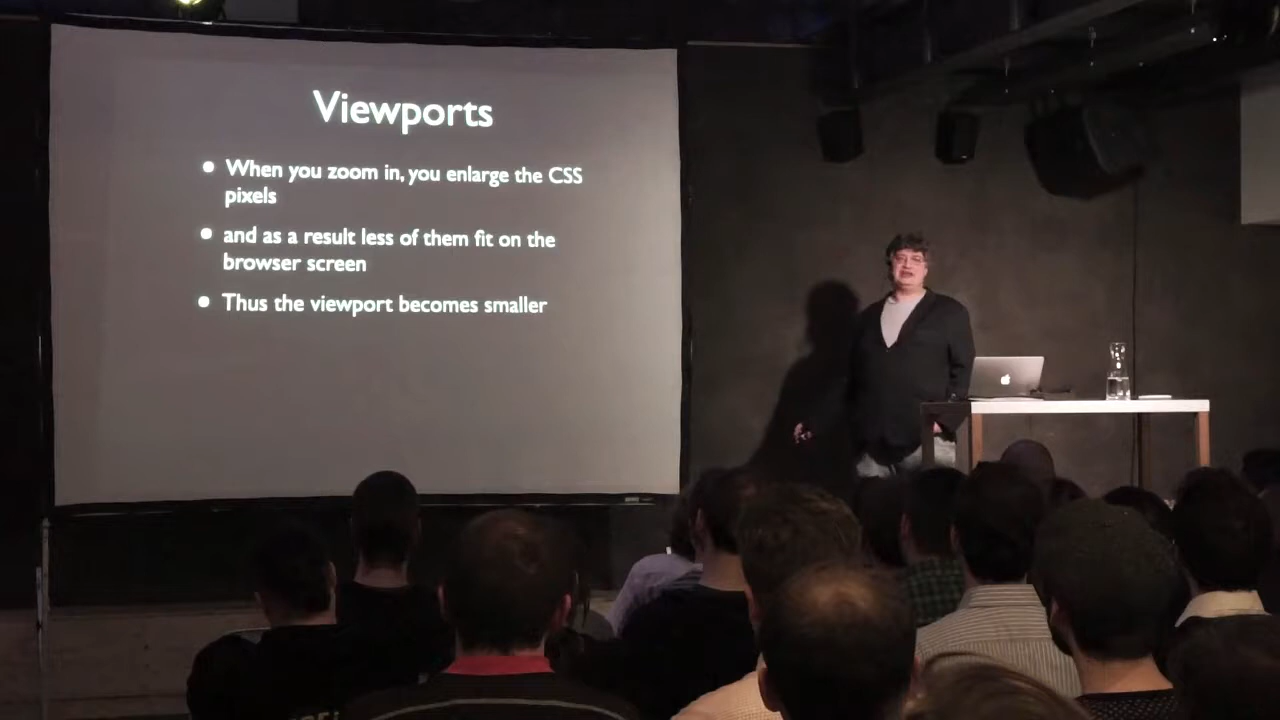 Viewports
• When you zoom in, you enlarge the CSS
pixels
• and as a result less of them fit on the
browser screen
• Thus the viewport becomes smaller